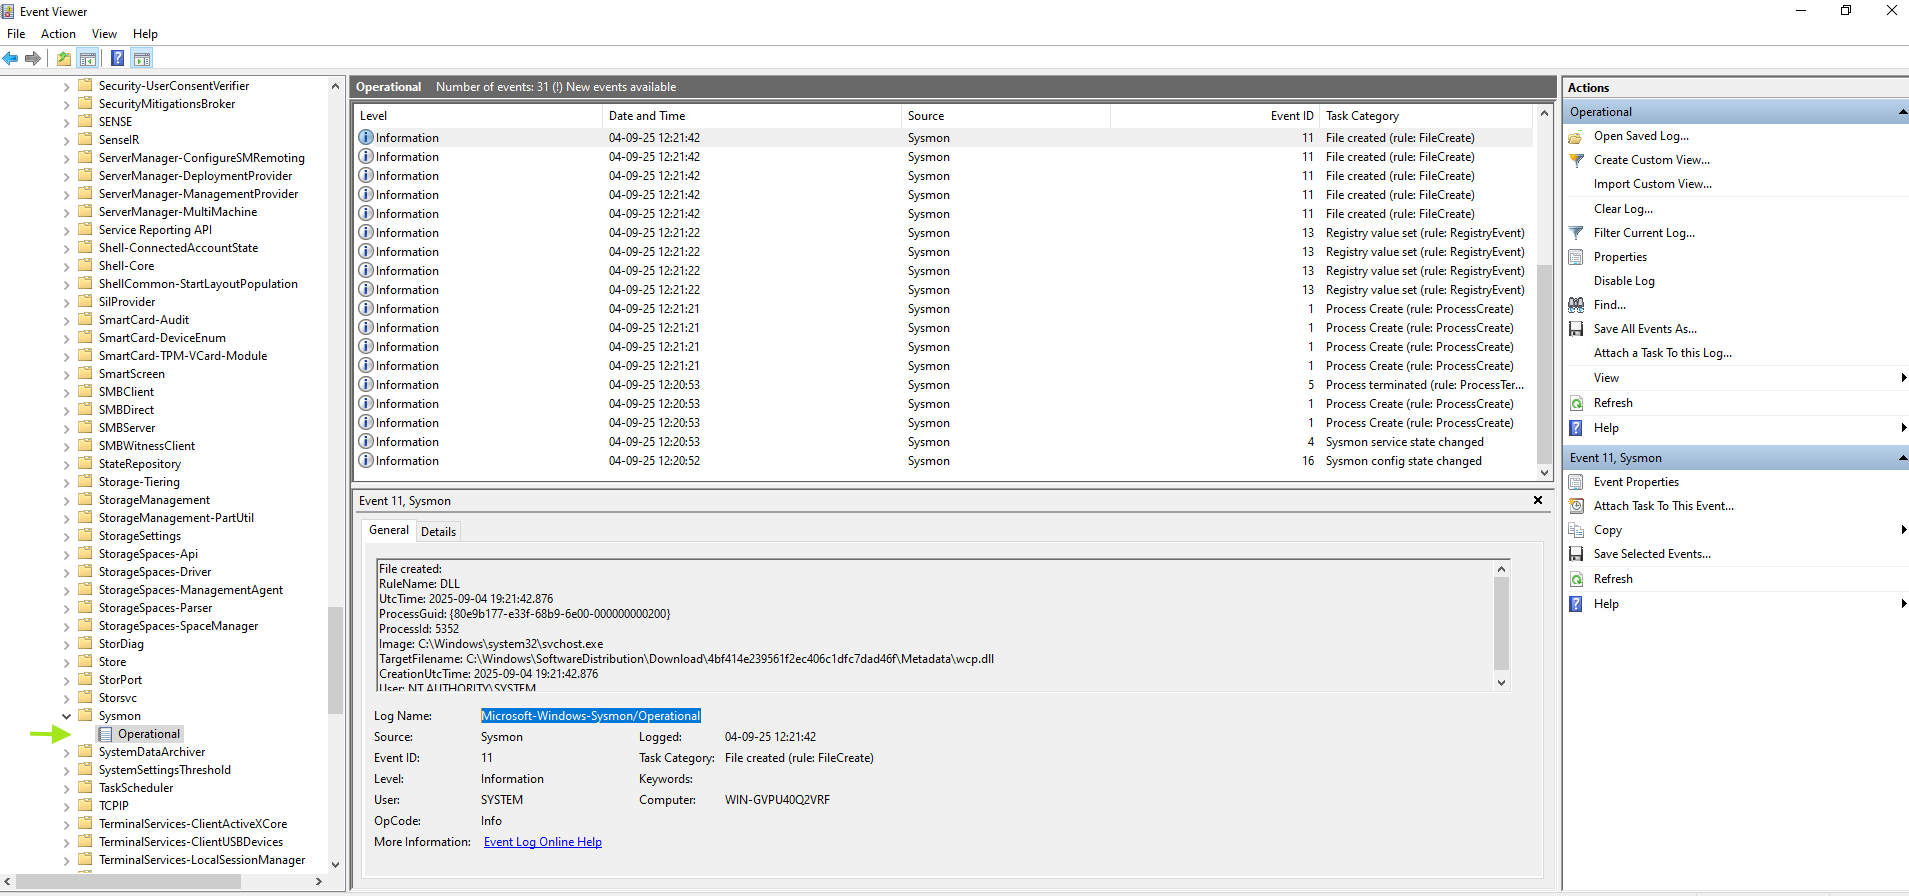 Event Viewer
File Action View Help
Security-UserConsentVerifier
SecurityMitigationsBroker
SENSE
SenseIR
ServerManager-ConfigureSMRemoting
ServerManager-DeploymentProvider
ServerManager-ManagementProvider
ServerManager-MultiMachine
Service Reporting API
Shell-ConnectedAccountState
Shell-Core
ShellCommon-StartLayoutPopulation
SilProvider
SmartCard-Audit
SmartCard-DeviceEnum
SmartCard-TPM-VCard-Module
SmartScreen
SMBClient
SMBDirect
SMBServer
SMBWitnessClient
StateRepository
Storage-Tiering
StorageManagement
StorageManagement-PartUtil
StorageSettings
StorageSpaces-Api
StorageSpaces-Driver
StorageSpaces-ManagementAgent
StorageSpaces-Parser
StorageSpaces-SpaceManager
StorDiag
Store
StorPort
Storsvc
Sysmon
Operational
SystemDataArchiver
SystemSettingsThreshold
TaskScheduler
TCPIP
TerminalServices-ClientActiveXCore
TerminalServices-ClientUSBDevices
TerminalServices-LocalSessionManager
Operational Number of events: 31 (!) New events available
Level Date and Time Source Event ID Task Category
Information 04-09-25 12:21:42 Sysmon 11 File created (rule: FileCreate)
Information 04-09-25 12:21:42 Sysmon 11 File created (rule: FileCreate)
Information 04-09-25 12:21:42 Sysmon 11 File created (rule: FileCreate)
Information 04-09-25 12:21:42 Sysmon 11 File created (rule: FileCreate)
Information 04-09-25 12:21:42 Sysmon 11 File created (rule: FileCreate)
Information 04-09-25 12:21:22 Sysmon 13 Registry value set (rule: RegistryEvent)
Information 04-09-25 12:21:22 Sysmon 13 Registry value set (rule: RegistryEvent)
Information 04-09-25 12:21:22 Sysmon 13 Registry value set (rule: RegistryEvent)
Information 04-09-25 12:21:22 Sysmon 13 Registry value set (rule: RegistryEvent)
Information 04-09-25 12:21:21 Sysmon 1 Process Create (rule: ProcessCreate)
Information 04-09-25 12:21:21 Sysmon 1 Process Create (rule: ProcessCreate)
Information 04-09-25 12:21:21 Sysmon 1 Process Create (rule: ProcessCreate)
Information 04-09-25 12:21:21 Sysmon 1 Process Create (rule: ProcessCreate)
Information 04-09-25 12:20:53 Sysmon 5 Process terminated (rule: ProcessTer...
Information 04-09-25 12:20:53 Sysmon 1 Process Create (rule: ProcessCreate)
Information 04-09-25 12:20:53 Sysmon 1 Process Create (rule: ProcessCreate)
Information 04-09-25 12:20:53 Sysmon 4 Sysmon service state changed
Information 04-09-25 12:20:52 Sysmon 16 Sysmon config state changed
Event 11, Sysmon
General Details
File created:
RuleName: DLL
UtcTime: 2025-09-04 19:21:42.876
ProcessGuid: {80e9b177-e33f-68b9-6e00-000000000200}
ProcessId: 5352
Image: C:\Windows\system32\svchost.exe
TargetFilename: C:\Windows\SoftwareDistribution\Download\4bf414e239561f2ec406c1dfc7dad46f\Metadata\wcp.dll
CreationUtcTime: 2025-09-04 19:21:42.876
User: NT AUTHORITY\SYSTEM
Log Name: Microsoft-Windows-Sysmon/Operational
Source: Sysmon Logged: 04-09-25 12:21:42
Event ID: 11 Task Category: File created (rule: FileCreate)
Level: Information Keywords:
User: SYSTEM Computer: WIN-GVPU40Q2VRF
OpCode: Info
More Information: Event Log Online Help
Actions
Operational
Open Saved Log...
Create Custom View...
Import Custom View...
Clear Log...
Filter Current Log...
Properties
Disable Log
Find...
Save All Events As...
Attach a Task To this Log...
View
Refresh
Help
Event 11, Sysmon
Event Properties
Attach Task To This Event...
Copy
Save Selected Events...
Refresh
Help